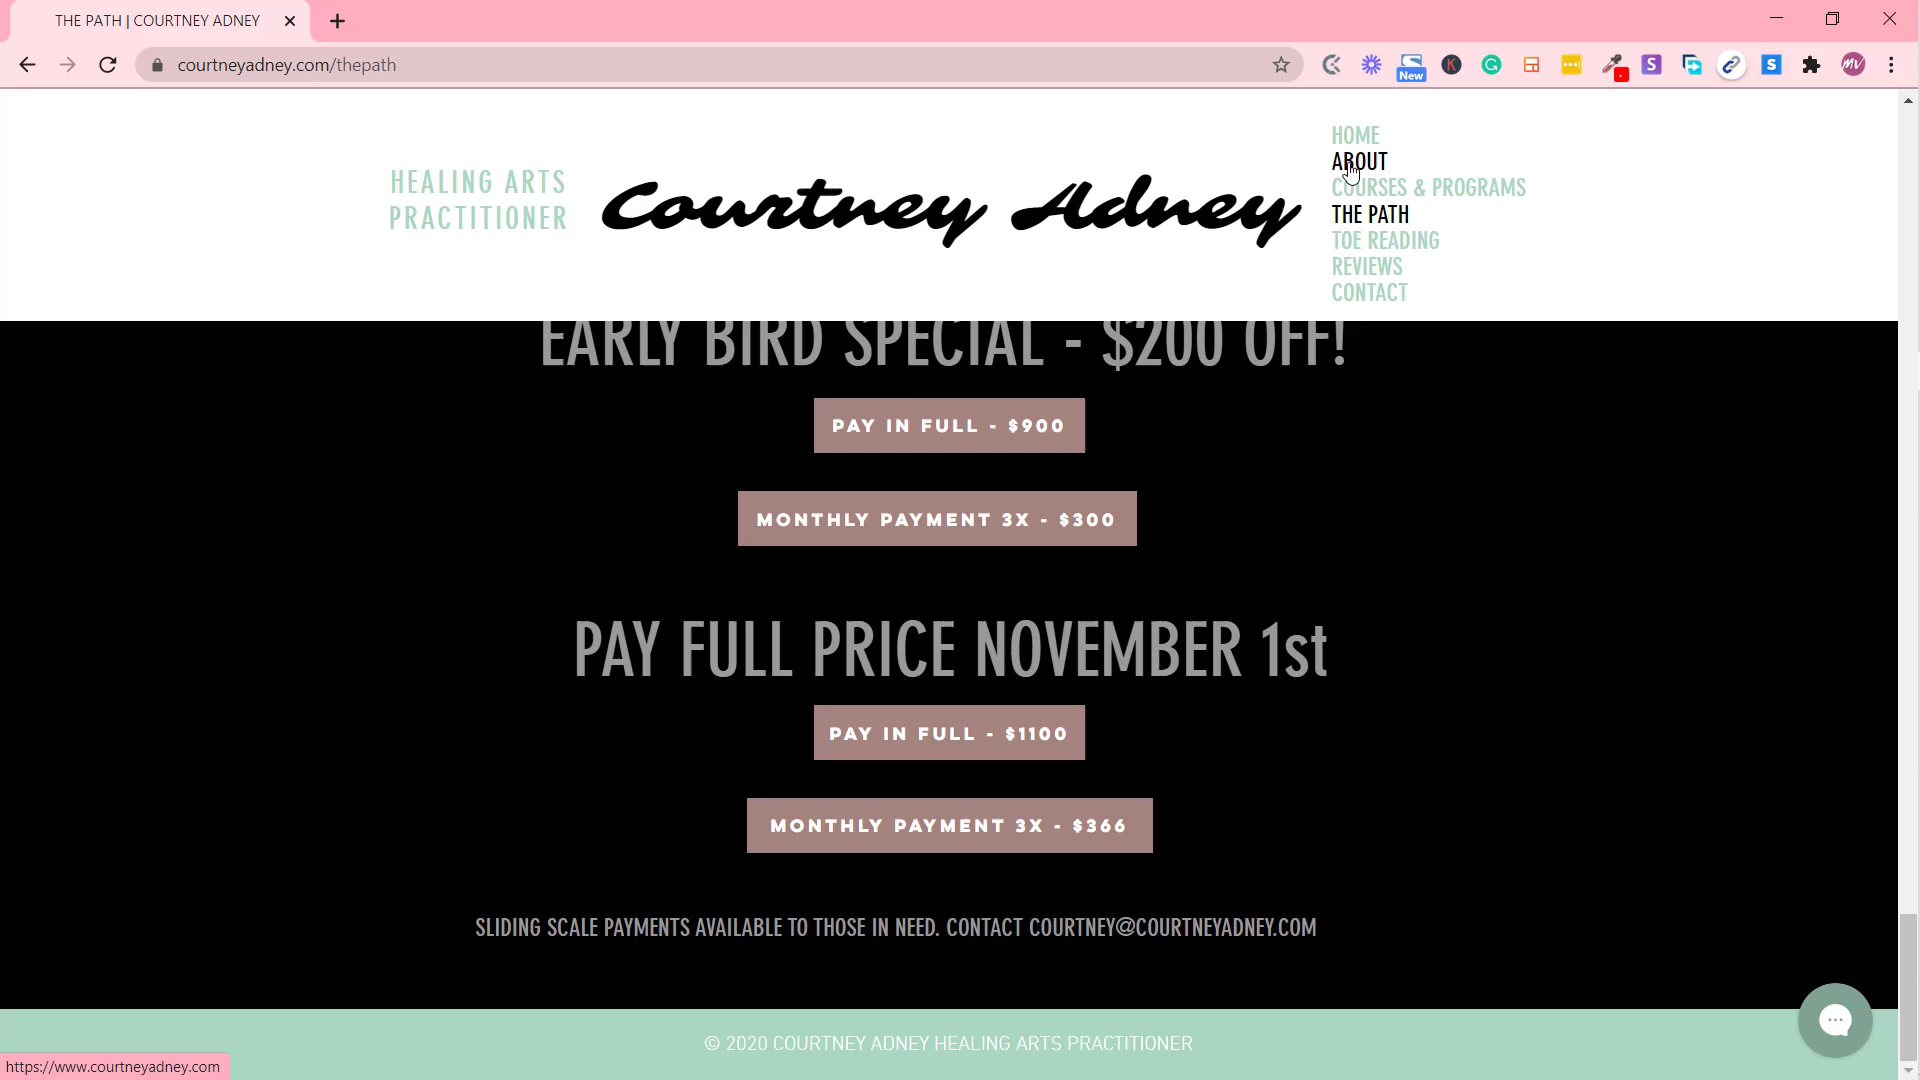 THE PATH | COURTNEY ADNEY
courtneyadney.com/thepath
New
K
G
S
S
MV
HEALING ARTS
PRACTITIONER
Courtney Adney
HOME
ABOUT
COURSES & PROGRAMS
THE PATH
TOE READING
REVIEWS
CONTACT
EARLY BIRD SPECIAL - $200 OFF!
PAY IN FULL - $900
MONTHLY PAYMENT 3X - $300
PAY FULL PRICE NOVEMBER 1st
PAY IN FULL - $1100
MONTHLY PAYMENT 3X - $366
SLIDING SCALE PAYMENTS AVAILABLE TO THOSE IN NEED. CONTACT COURTNEY@COURTNEYADNEY.COM
© 2020 COURTNEY ADNEY HEALING ARTS PRACTITIONER
https://www.courtneyadney.com